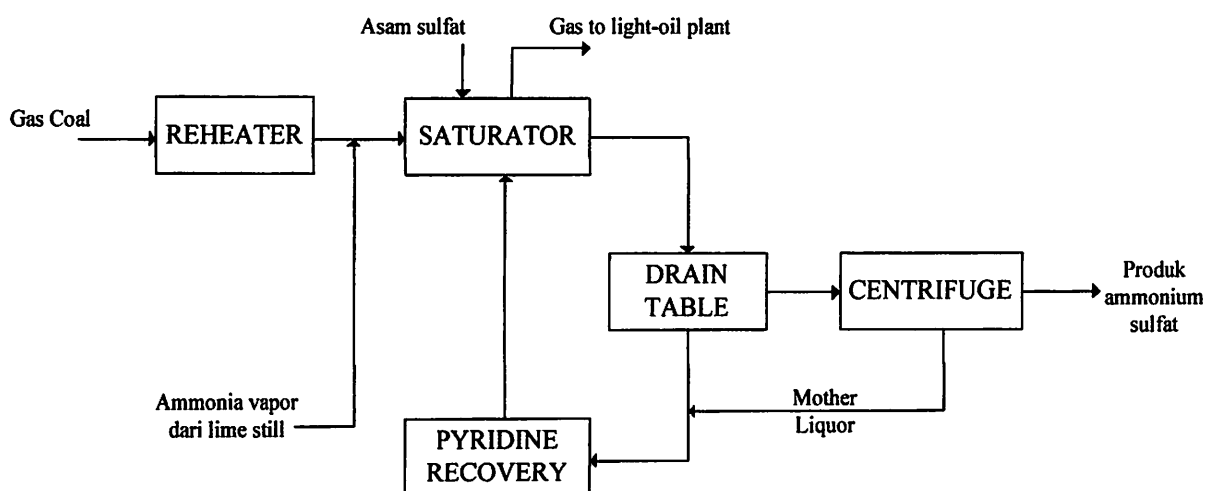 Asam sulfat
Gas to light-oil plant
Gas Coal
REHEATER
SATURATOR
DRAIN
TABLE
CENTRIFUGE
Produk
ammonium
sulfat
Ammonia vapor
dari lime still
Mother
Liquor
PYRIDINE
RECOVERY